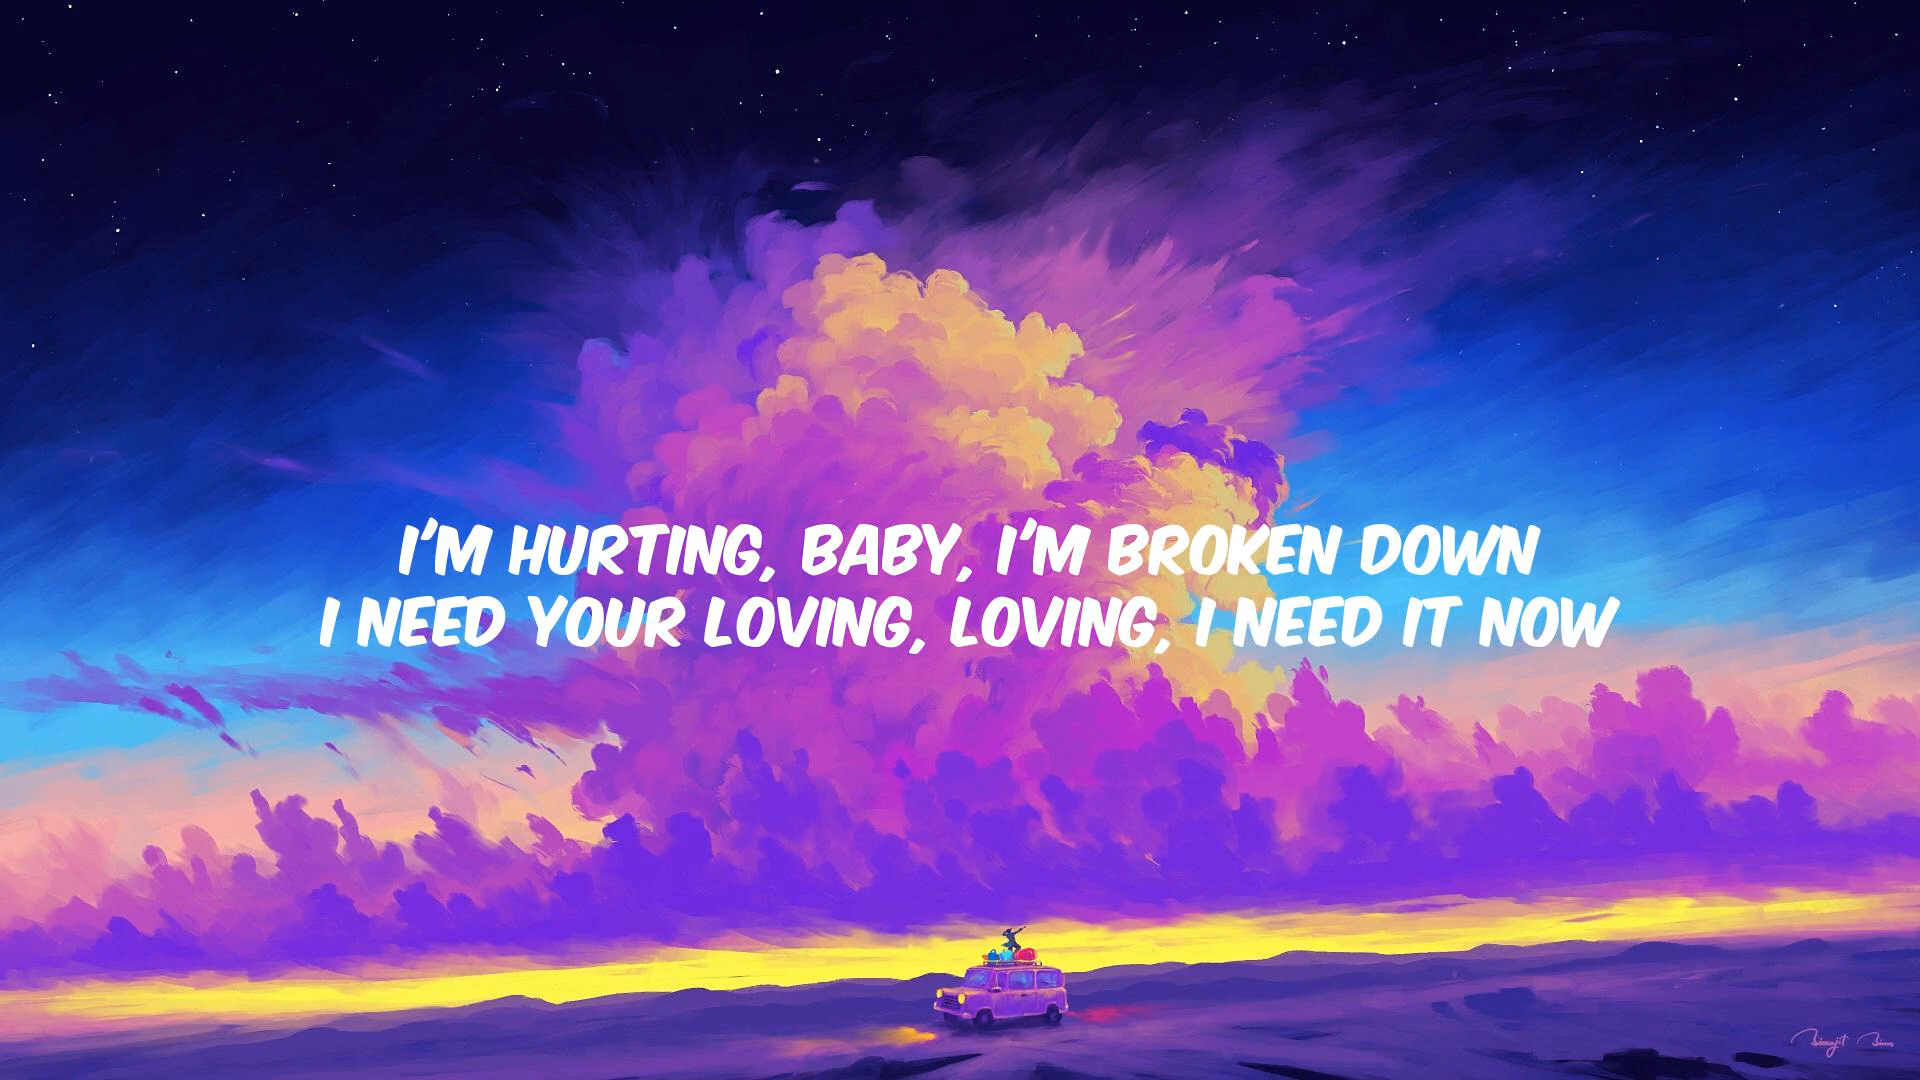 I'M HURTING, BABY, I'M BROKEN DOWN
I NEED YOUR LOVING, LOVING, I NEED IT NOW